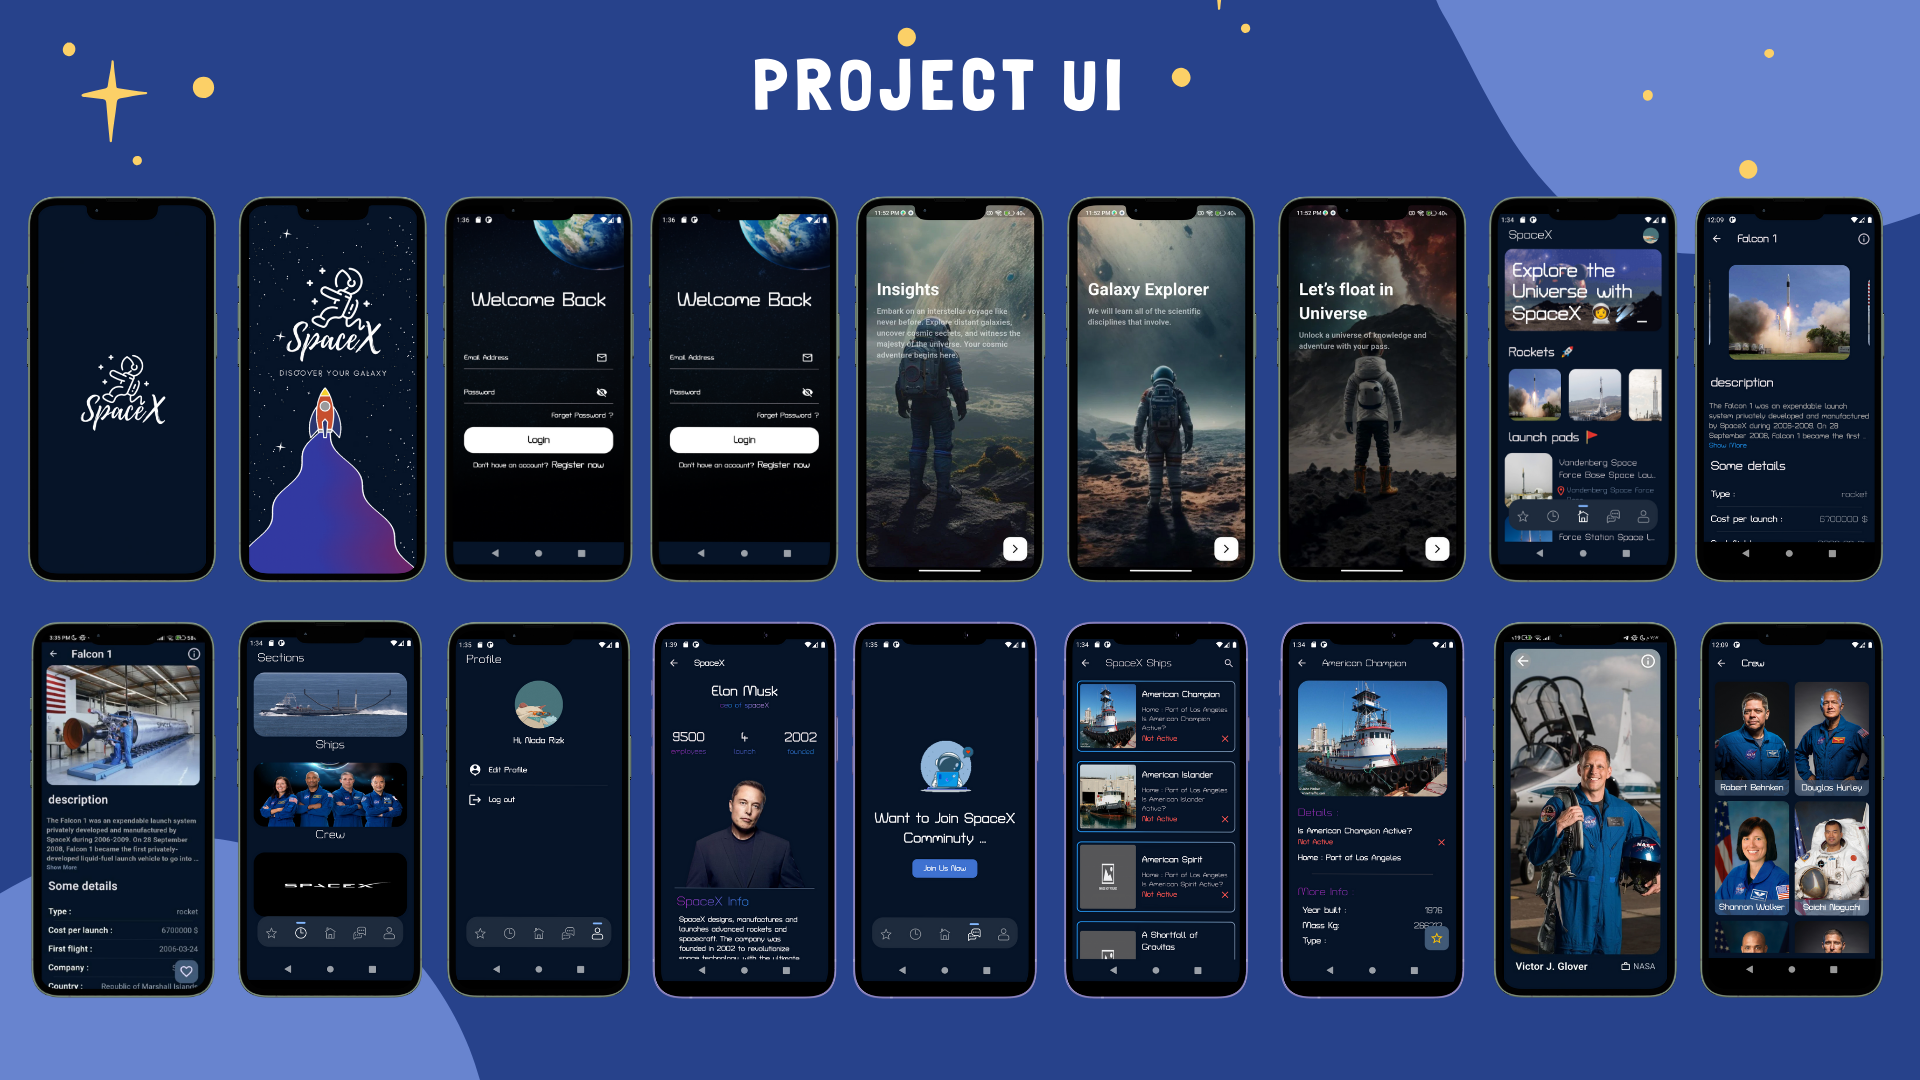 PROJECT UI
SpaceX
SpaceX
DISCOVER YOUR GALAXY
1:36
Welcome Back
Email Address
Password
Forget Password ?
Login
Don't have an account? Register now
1:36
Welcome Back
Email Address
Password
Forget Password ?
Login
Don't have an account? Register now
11:52 PM
40%
Insights
Embark on an interstellar voyage like
never before. Explore distant galaxies,
uncover cosmic secrets, and witness the
majesty of the universe. Your cosmic
adventure begins here.
11:52 PM
40%
Galaxy Explorer
We will learn all of the scientific
disciplines that involve.
11:52 PM
40%
Let's float in
Universe
Unlock a universe of knowledge and
adventure with your pass.
1:34
SpaceX
Explore the
Universe with
SpaceX 👩‍🚀☄️_
Rockets 🚀
launch pads 🚩
Vandenberg Space
Force Base Space Lau...
Vandenberg Space Force
Force Station Space L...
12:09
Falcon 1
description
The Falcon 1 was an expendable launch
system privately developed and manufactured
by SpaceX during 2006-2009. On 28
September 2008, Falcon 1 became the first ...
Show More
Some details
Type :
rocket
Cost per launch :
6700000 $
3:35 PM
58%
Falcon 1
description
The Falcon 1 was an expendable launch system
privately developed and manufactured by
SpaceX during 2006-2009. On 28 September
2008, Falcon 1 became the first privately-
developed liquid-fuel launch vehicle to go into ...
Show More
Some details
Type :
rocket
Cost per launch :
6700000 $
First flight :
2006-03-24
Company :
Country :
Republic of Marshall Islands
1:34
Sections
Ships
Crew
SPACEX
1:35
Profile
Hi, Nada Rizk
Edit Profile
Log out
1:39
SpaceX
Elon Musk
ceo of spaceX
9500
employees
4
launch
2002
founded
SpaceX Info
SpaceX designs, manufactures and
launches advanced rockets and
spacecraft. The company was
founded in 2002 to revolutionize
space technology, with the ultimate
1:35
Want to Join SpaceX
Comminuty ...
Join Us Now
1:34
SpaceX Ships
American Champion
Home : Port of Los Angeles
Is American Champion
Active?
Not Active
American Islander
Home : Port of Los Angeles
Is American Islander
Active?
Not Active
American Spirit
Home : Port of Los Angeles
Is American Spirit Active?
Not Active
A Shortfall of
Gravitas
1:34
American Champion
Details :
Is American Champion Active?
Not Active
Home : Port of Los Angeles
More Info
Year built :
1976
Mass Kg:
Type :
NASA
Victor J. Glover
NASA
12:09
Crew
Robert Behnken
Douglas Hurley
Shannon Walker
Soichi Noguchi